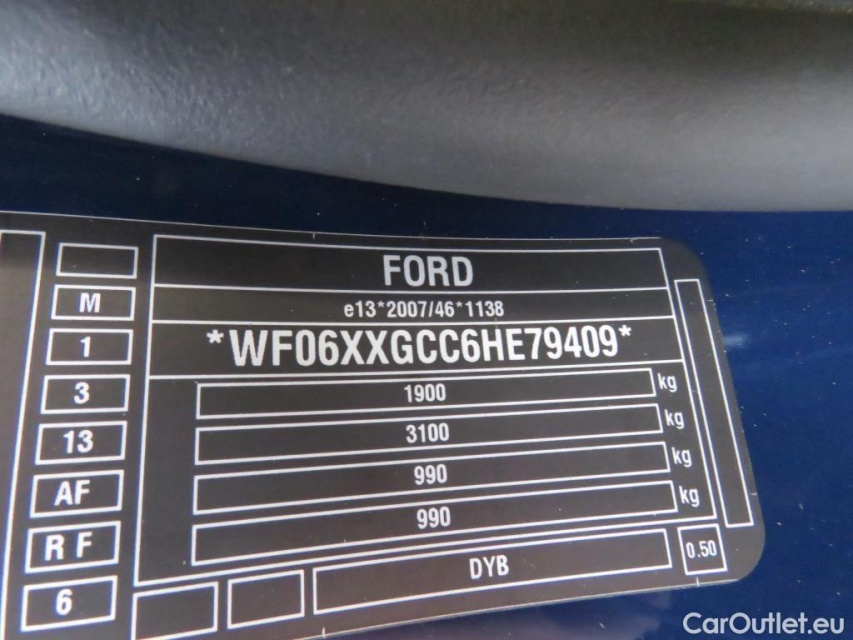 FORD
e13*2007/46*1138
*WF06XXGCC6HE79409*
1900 kg
3100 kg
990 kg
990 kg
DYB
0.50
M
1
3
13
AF
R F
6
CarOutlet.eu